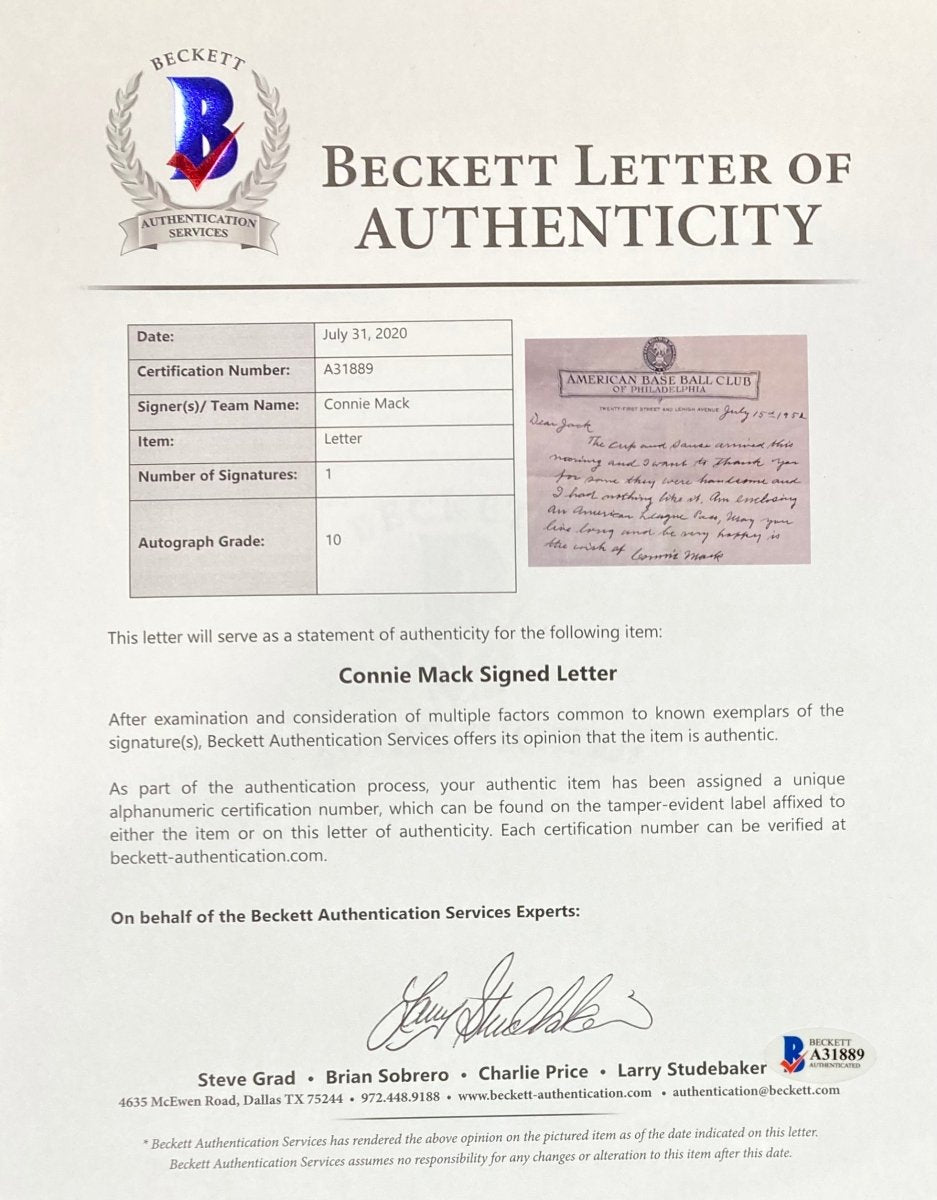 BECKETT
B
AUTHENTICATION
SERVICES
BECKETT LETTER OF
AUTHENTICITY
Date: July 31, 2020
Certification Number: A31889
Signer(s)/ Team Name: Connie Mack
Item: Letter
Number of Signatures: 1
Autograph Grade: 10
AMERICAN BASE BALL CLUB
OF PHILADELPHIA
TWENTY-FIRST STREET AND LEHIGH AVENUE July 15th 1952
Dear Jack
The Cup and Sauser arrived this
morning and I want to Thank you
for same they were handsome and
I had nothing like it. Am enclosing
an American League Pass, May you
live long and be very happy is
the wish of Connie Mack
This letter will serve as a statement of authenticity for the following item:
Connie Mack Signed Letter
After examination and consideration of multiple factors common to known exemplars of the
signature(s), Beckett Authentication Services offers its opinion that the item is authentic.
As part of the authentication process, your authentic item has been assigned a unique
alphanumeric certification number, which can be found on the tamper-evident label affixed to
either the item or on this letter of authenticity. Each certification number can be verified at
beckett-authentication.com.
On behalf of the Beckett Authentication Services Experts:
Larry Studebaker
BECKETT
A31889
AUTHENTICATED
Steve Grad • Brian Sobrero • Charlie Price • Larry Studebaker
4635 McEwen Road, Dallas TX 75244 • 972.448.9188 • www.beckett-authentication.com • authentication@beckett.com
* Beckett Authentication Services has rendered the above opinion on the pictured item as of the date indicated on this letter.
Beckett Authentication Services assumes no responsibility for any changes or alteration to this item after this date.